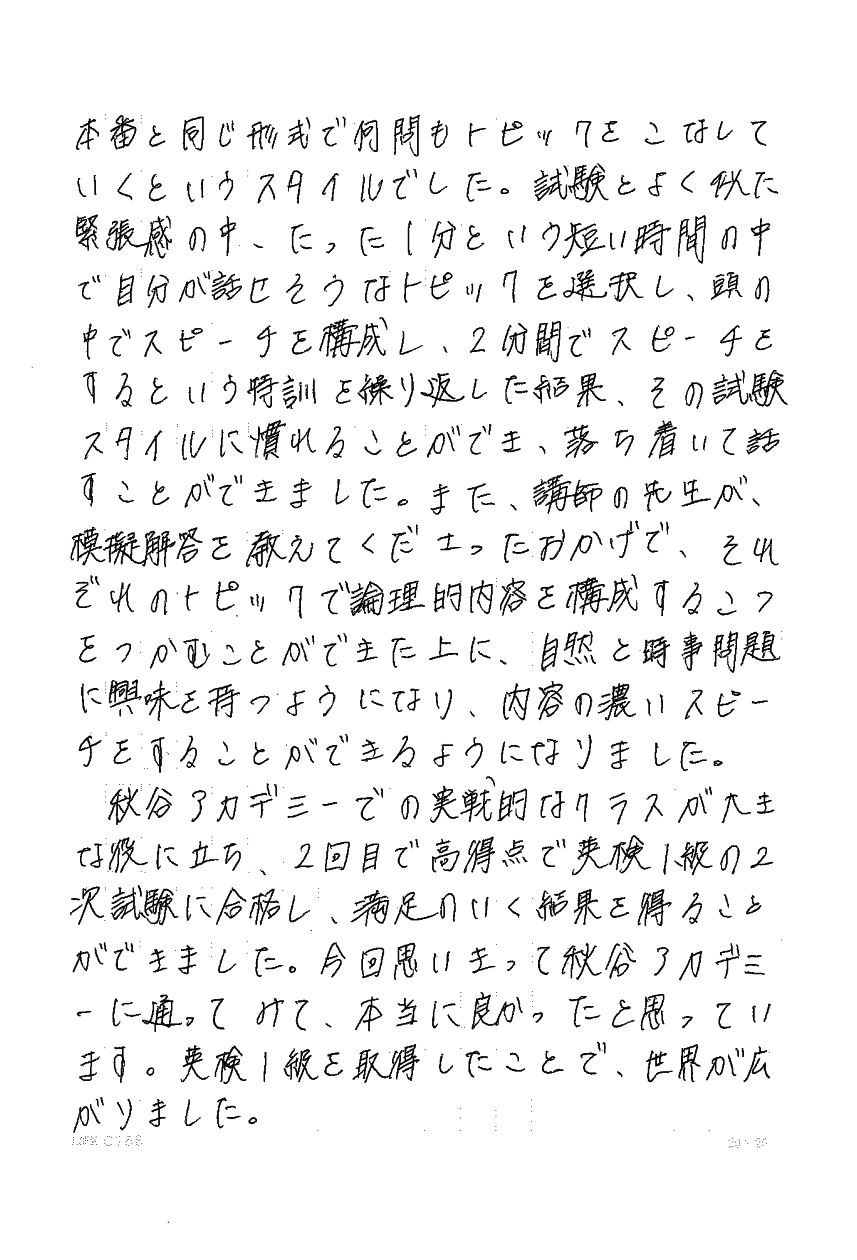 本番と同じ形式で何問もトピックをこなして
いくというスタイルでした。試験とよく似た
緊張感の中、たった1分という短い時間の中
で自分が話せそうなトピックを選択し、頭の
中でスピーチを構成し、2分間でスピーチを
するという特訓を繰り返した結果、その試験
スタイルに慣れることができ、落ち着いて話
すことができました。また、講師の先生が、
模擬解答を教えてくださったおかげで、それ
ぞれのトピックで論理的内容を構成するこつ
をつかむことができた上に、自然と時事問題
に興味を持つようになり、内容の濃いスピー
チをすることができるようになりました。
秋谷アカデミーでの実戦的なクラスが大き
な役に立ち、2回目で高得点で英検1級の2
次試験に合格し、満足のいく結果を得ること
ができました。今回思いきって秋谷アカデミ
ーに通ってみて、本当に良かったと思ってい
ます。英検1級を取得したことで、世界が広
がりました。
LIFE C155